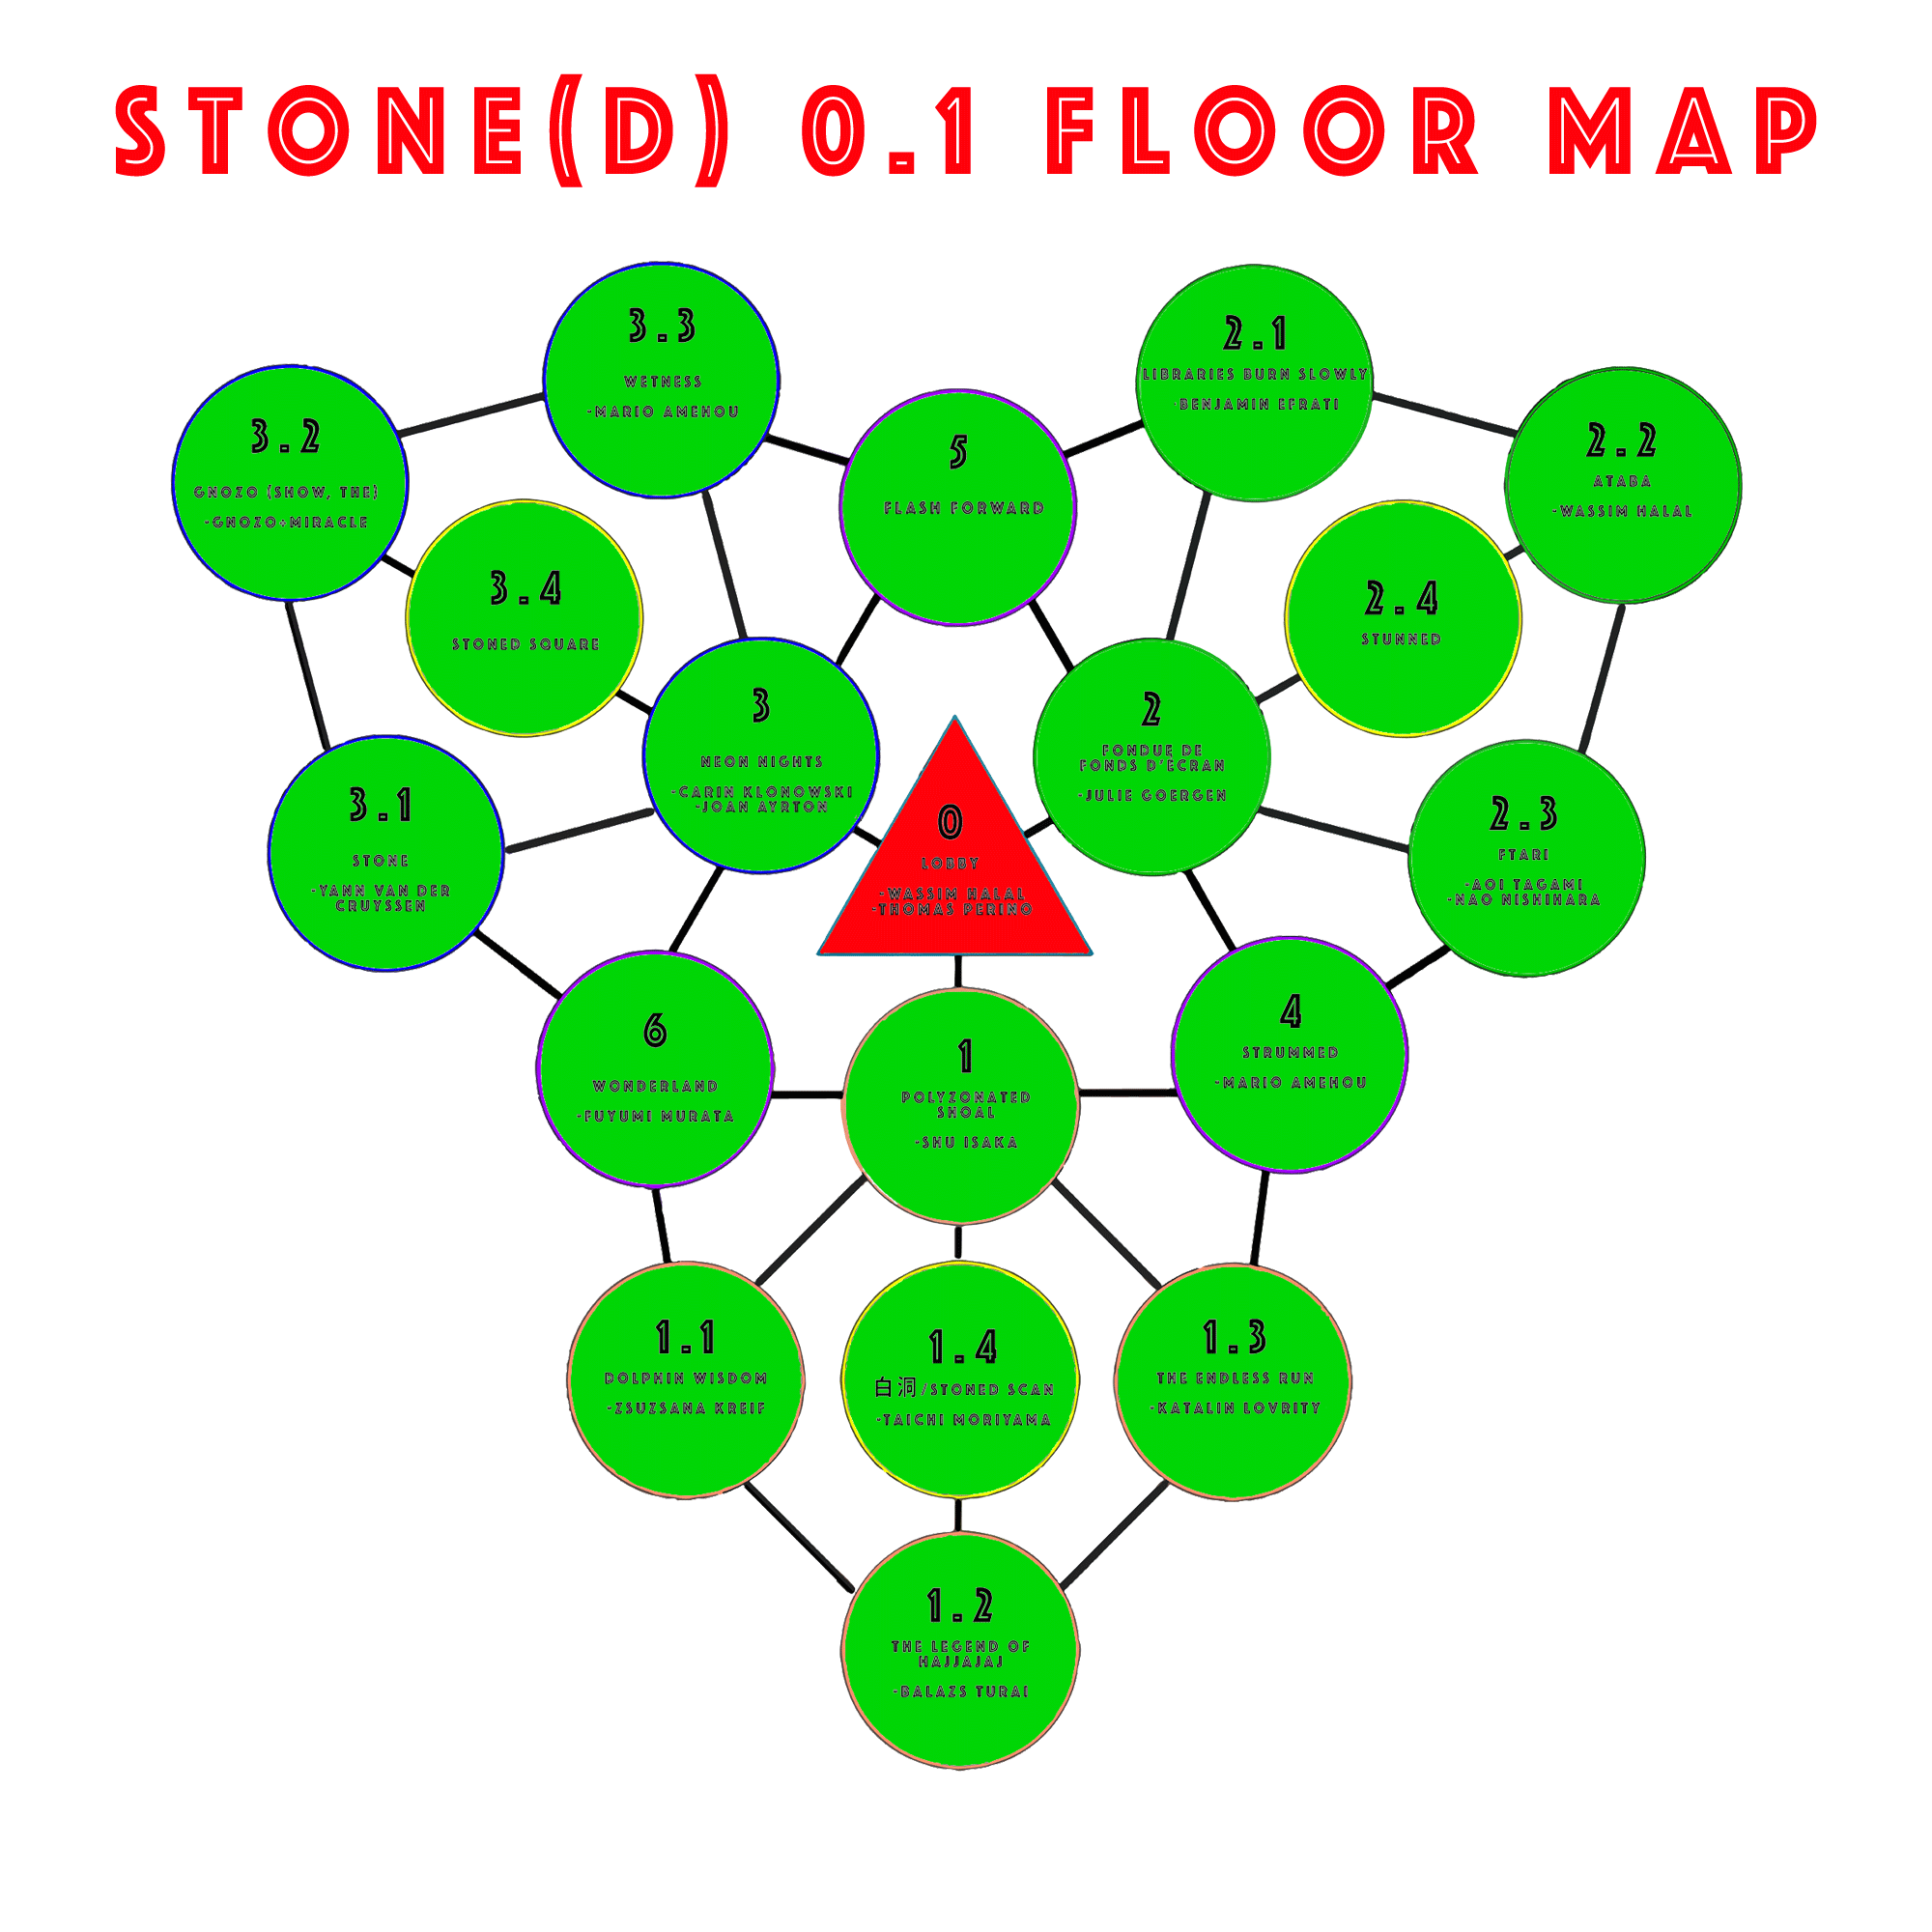 STONE(D) 0.1 FLOOR MAP
3.3
WETNESS
-MARIO AMEHOU
2.1
LIBRARIES BURN SLOWLY
-BENJAMIN EFRATI
3.2
GNOZO (SHOW, THE)
-GNOZO+MIRACLE
5
FLASH FORWARD
2.2
ATABA
-WASSIM HALAL
3.4
STONED SQUARE
2.4
STUNNED
3
NEON NIGHTS
-CARIN KLONOWSKI
-JOAN AYRTON
2
FONDUE DE
FONDS D'ECRAN
-JULIE GOERGEN
3.1
STONE
-YANN VAN DER
CRUYSSEN
0
LOBBY
-WASSIM HALAL
-THOMAS PERINO
2.3
FTARI
-AOI TAGAMI
-NAO NISHIHARA
6
WONDERLAND
-FUYUMI MURATA
1
POLYZONATED
SHOAL
-SHU ISAKA
4
STRUMMED
-MARIO AMEHOU
1.1
DOLPHIN WISDOM
-ZSUZSANA KREIF
1.4
白洞/STONED SCAN
-TAICHI MORIYAMA
1.3
THE ENDLESS RUN
-KATALIN LOVRITY
1.2
THE LEGEND OF
HAJJAJAJ
-BALAZS TURAI